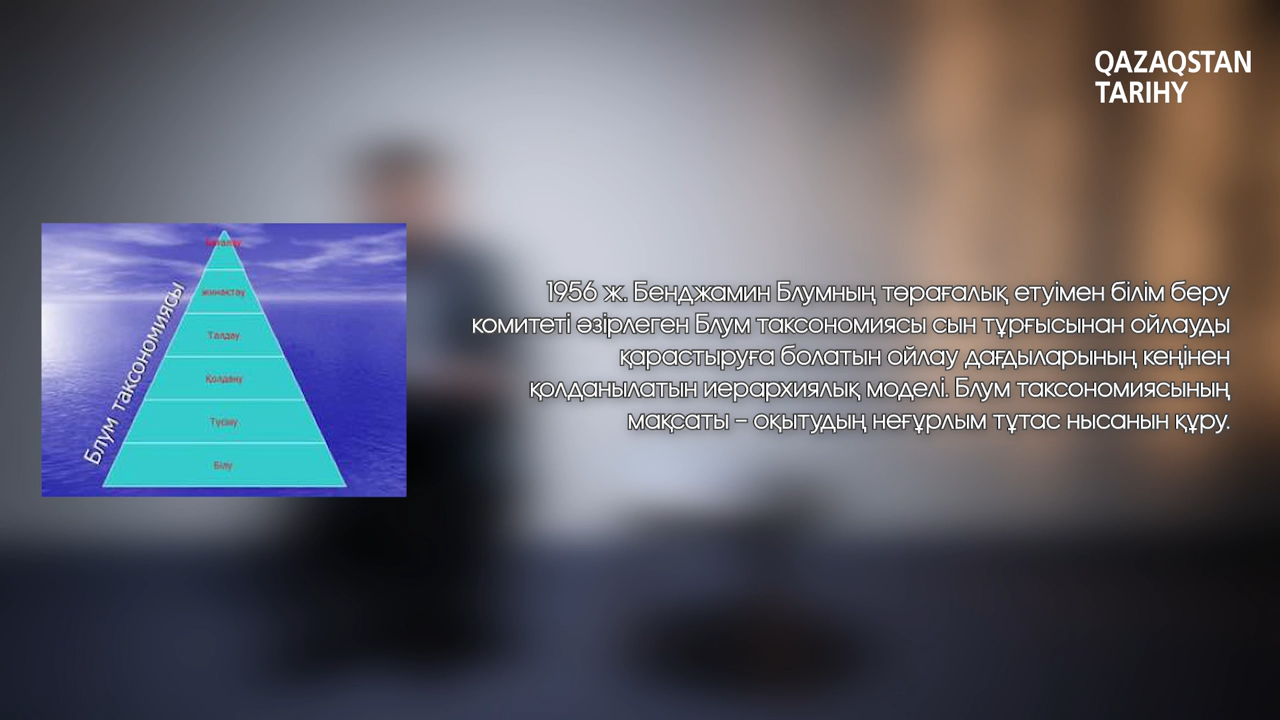 QAZAQSTAN
TARIHY
Блум таксономиясы
жинақтау
Талдау
Қолдану
Түсіну
Білу
1956 ж. Бенджамин Блумның төрағалық етуімен білім беру
комитеті әзірлеген Блум таксономиясы сын тұрғысынан ойлауды
қарастыруға болатын ойлау дағдыларының кеңінен
қолданылатын иерархиялық моделі. Блум таксономиясының
мақсаты – оқытудың неғұрлым тұтас нысанын құру.